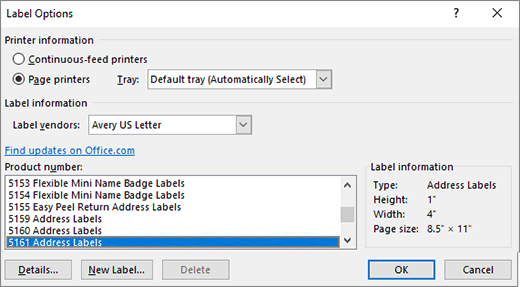 Label Options
? ×
Printer information
Continuous-feed printers
Page printers Tray: Default tray (Automatically Select)
Label information
Label vendors: Avery US Letter
Find updates on Office.com
Product number:
5153 Flexible Mini Name Badge Labels
5154 Flexible Mini Name Badge Labels
5155 Easy Peel Return Address Labels
5159 Address Labels
5160 Address Labels
5161 Address Labels
Label information
Type: Address Labels
Height: 1"
Width: 4"
Page size: 8.5" × 11"
Details... New Label... Delete OK Cancel